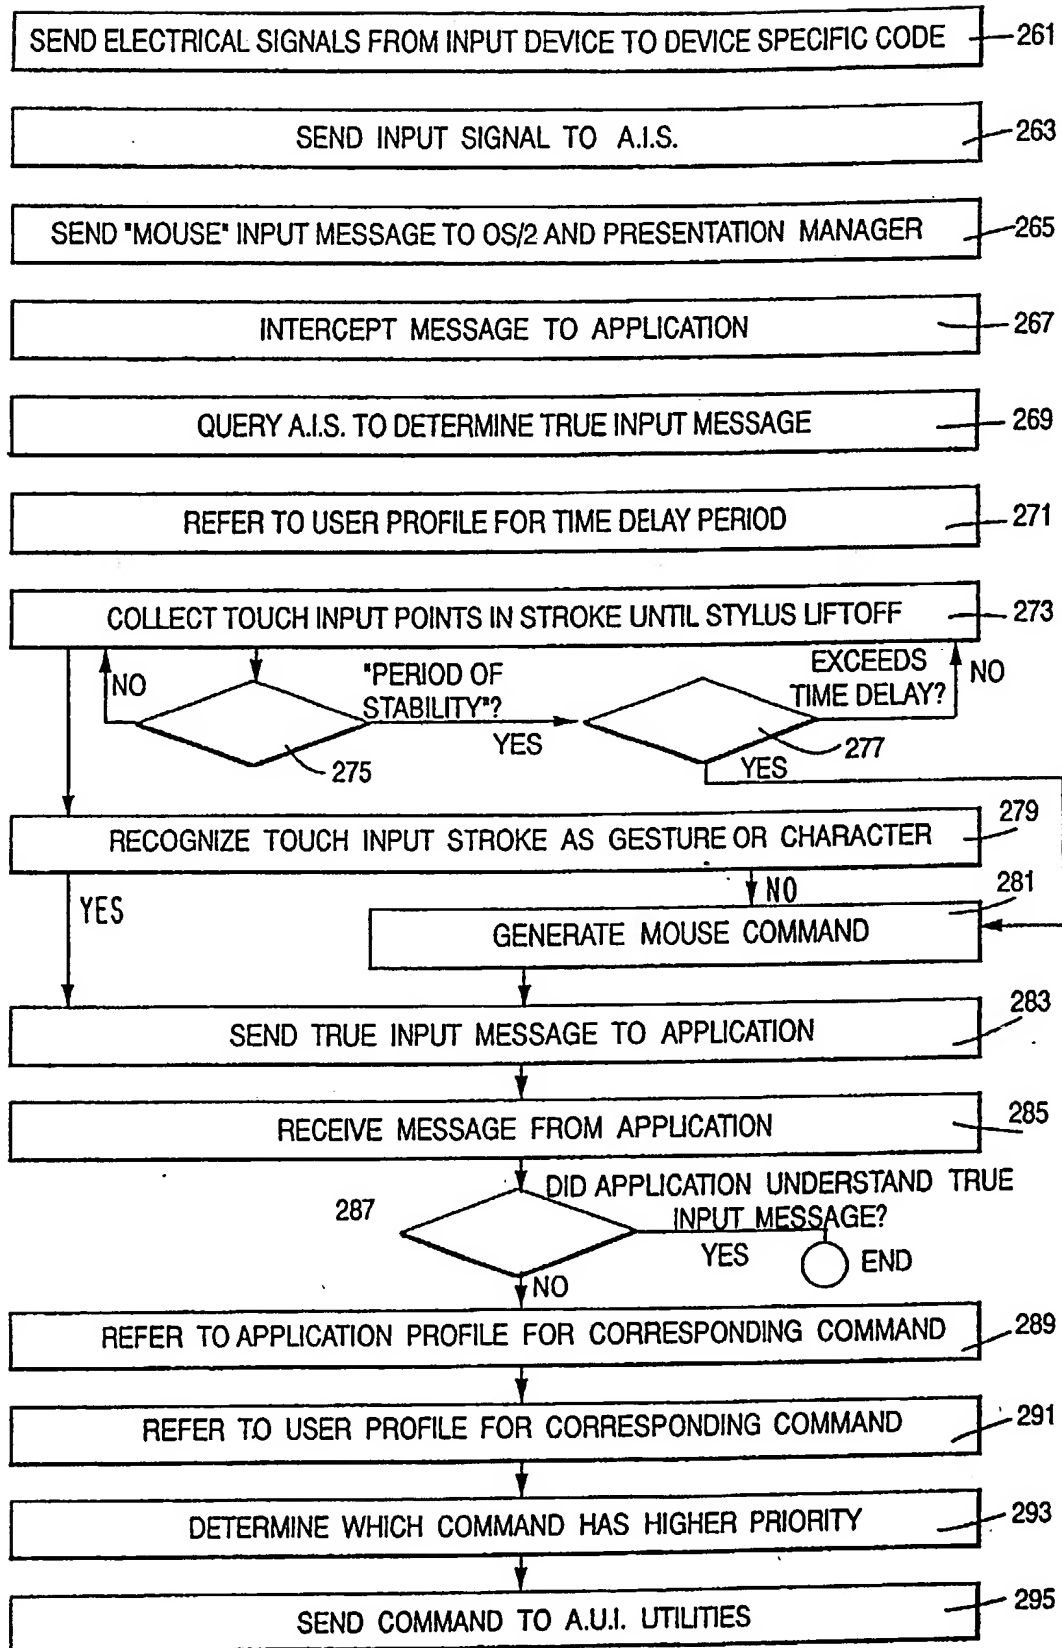 SEND ELECTRICAL SIGNALS FROM INPUT DEVICE TO DEVICE SPECIFIC CODE 261
SEND INPUT SIGNAL TO A.I.S. 263
SEND "MOUSE" INPUT MESSAGE TO OS/2 AND PRESENTATION MANAGER 265
INTERCEPT MESSAGE TO APPLICATION 267
QUERY A.I.S. TO DETERMINE TRUE INPUT MESSAGE 269
REFER TO USER PROFILE FOR TIME DELAY PERIOD 271
COLLECT TOUCH INPUT POINTS IN STROKE UNTIL STYLUS LIFTOFF 273
NO
"PERIOD OF
STABILITY"?
YES
275
EXCEEDS
TIME DELAY?
NO
277
YES
RECOGNIZE TOUCH INPUT STROKE AS GESTURE OR CHARACTER 279
YES
NO
GENERATE MOUSE COMMAND 281
SEND TRUE INPUT MESSAGE TO APPLICATION 283
RECEIVE MESSAGE FROM APPLICATION 285
287
DID APPLICATION UNDERSTAND TRUE
INPUT MESSAGE?
YES
END
NO
REFER TO APPLICATION PROFILE FOR CORRESPONDING COMMAND 289
REFER TO USER PROFILE FOR CORRESPONDING COMMAND 291
DETERMINE WHICH COMMAND HAS HIGHER PRIORITY 293
SEND COMMAND TO A.U.I. UTILITIES 295